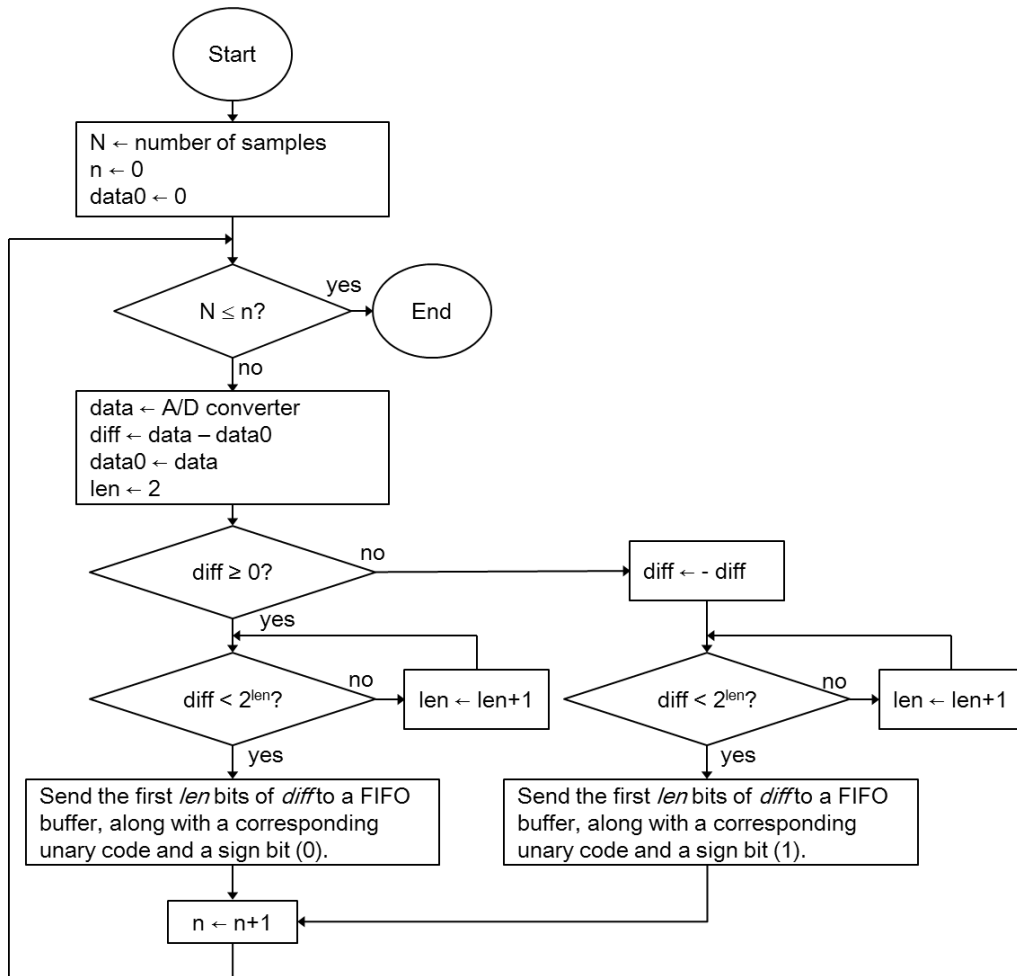 Start
N ← number of samples
n ← 0
data0 ← 0
yes
N ≤ n?
End
no
data ← A/D converter
diff ← data – data0
data0 ← data
len ← 2
no
diff ≥ 0?
diff ← - diff
yes
diff < 2^len?
no
len ← len+1
diff < 2^len?
no
len ← len+1
yes
yes
Send the first len bits of diff to a FIFO
buffer, along with a corresponding
unary code and a sign bit (0).
Send the first len bits of diff to a FIFO
buffer, along with a corresponding
unary code and a sign bit (1).
n ← n+1